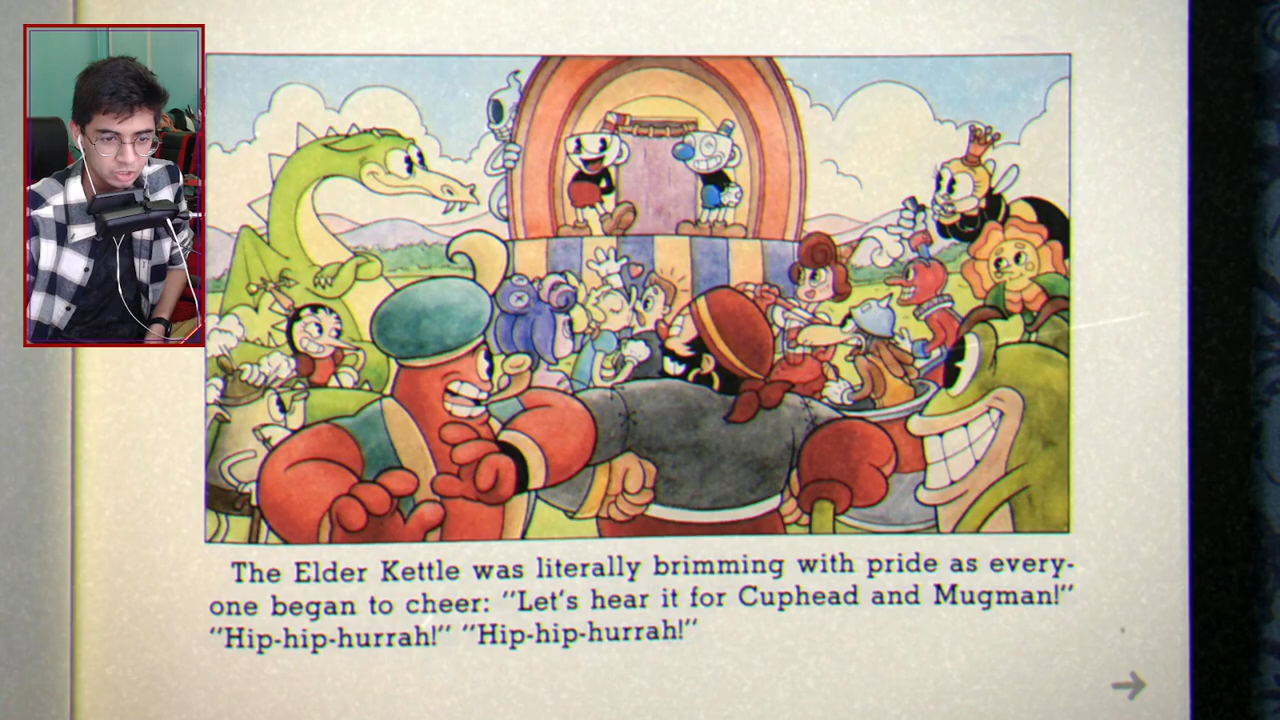 The Elder Kettle was literally brimming with pride as every-
one began to cheer: “Let's hear it for Cuphead and Mugman!”
“Hip-hip-hurrah!” “Hip-hip-hurrah!”